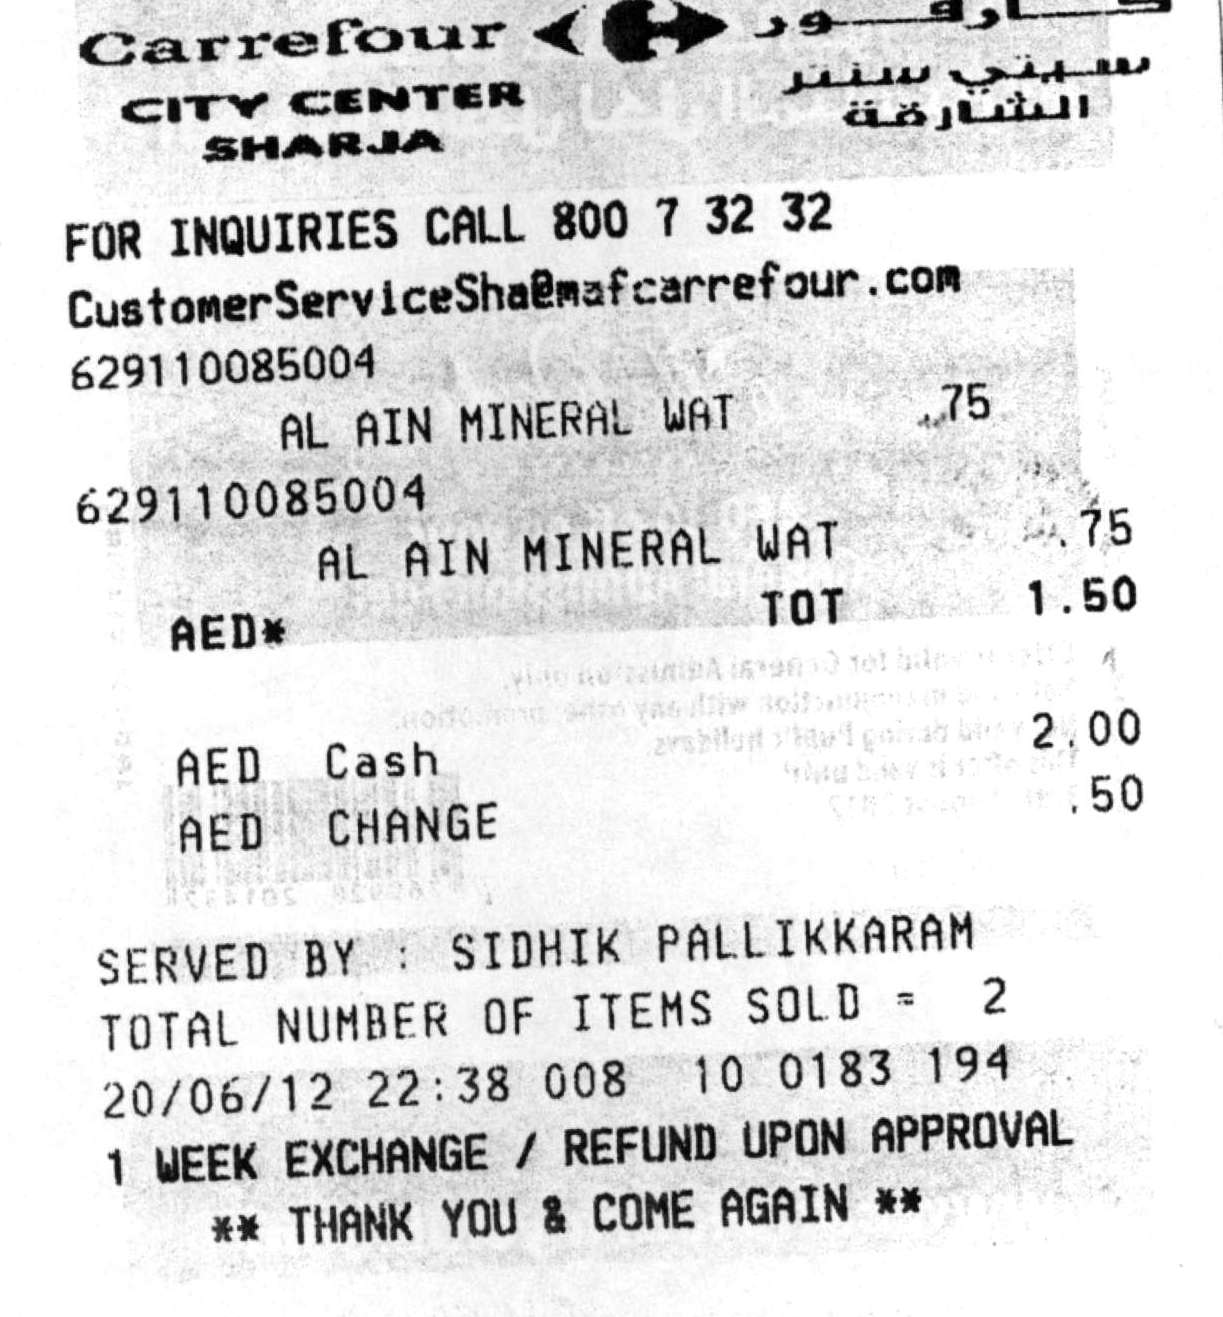 Carrefour كارفور
CITY CENTER سيتي سنتر
SHARJA الشارقة
FOR INQUIRIES CALL 800 7 32 32
CustomerServiceSha@mafcarrefour.com
629110085004
AL AIN MINERAL WAT .75
629110085004
AL AIN MINERAL WAT .75
AED* TOT 1.50
AED Cash 2.00
AED CHANGE .50
SERVED BY : SIDHIK PALLIKKARAM
TOTAL NUMBER OF ITEMS SOLD = 2
20/06/12 22:38 008 10 0183 194
1 WEEK EXCHANGE / REFUND UPON APPROVAL
** THANK YOU & COME AGAIN **